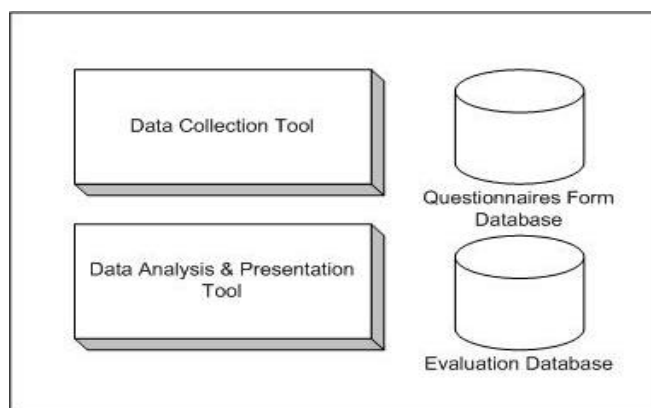 Data Collection Tool
Questionnaires Form
Database
Data Analysis & Presentation
Tool
Evaluation Database